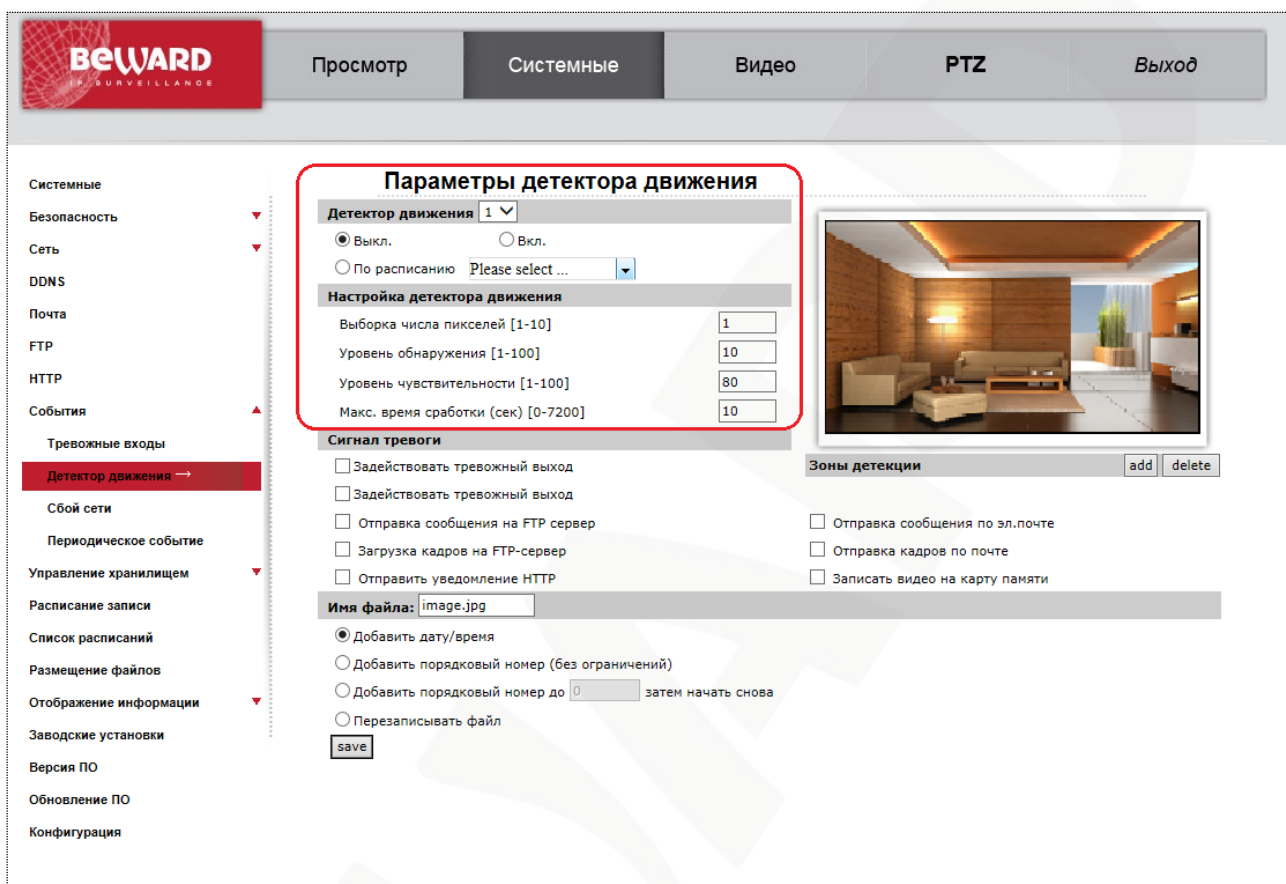 BEWARD
IP SURVEILLANCE
Просмотр
Системные
Видео
PTZ
Выход
Системные
Безопасность
Сеть
DDNS
Почта
FTP
HTTP
События
Тревожные входы
Детектор движения →
Сбой сети
Периодическое событие
Управление хранилищем
Расписание записи
Список расписаний
Размещение файлов
Отображение информации
Заводские установки
Версия ПО
Обновление ПО
Конфигурация
Параметры детектора движения
Детектор движения 1
Выкл. Вкл.
По расписанию Please select ...
Настройка детектора движения
Выборка числа пикселей [1-10] 1
Уровень обнаружения [1-100] 10
Уровень чувствительности [1-100] 80
Макс. время сработки (сек) [0-7200] 10
Сигнал тревоги
Задействовать тревожный выход
Зоны детекции add delete
Задействовать тревожный выход
Отправка сообщения на FTP сервер
Отправка сообщения по эл.почте
Загрузка кадров на FTP-сервер
Отправка кадров по почте
Отправить уведомление HTTP
Записать видео на карту памяти
Имя файла: image.jpg
Добавить дату/время
Добавить порядковый номер (без ограничений)
Добавить порядковый номер до 0 затем начать снова
Перезаписывать файл
save